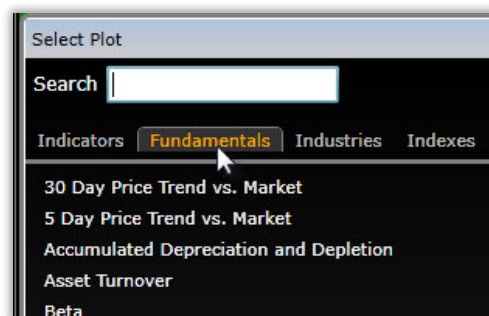 Select Plot
Search
Indicators Fundamentals Industries Indexes
30 Day Price Trend vs. Market
5 Day Price Trend vs. Market
Accumulated Depreciation and Depletion
Asset Turnover
Beta